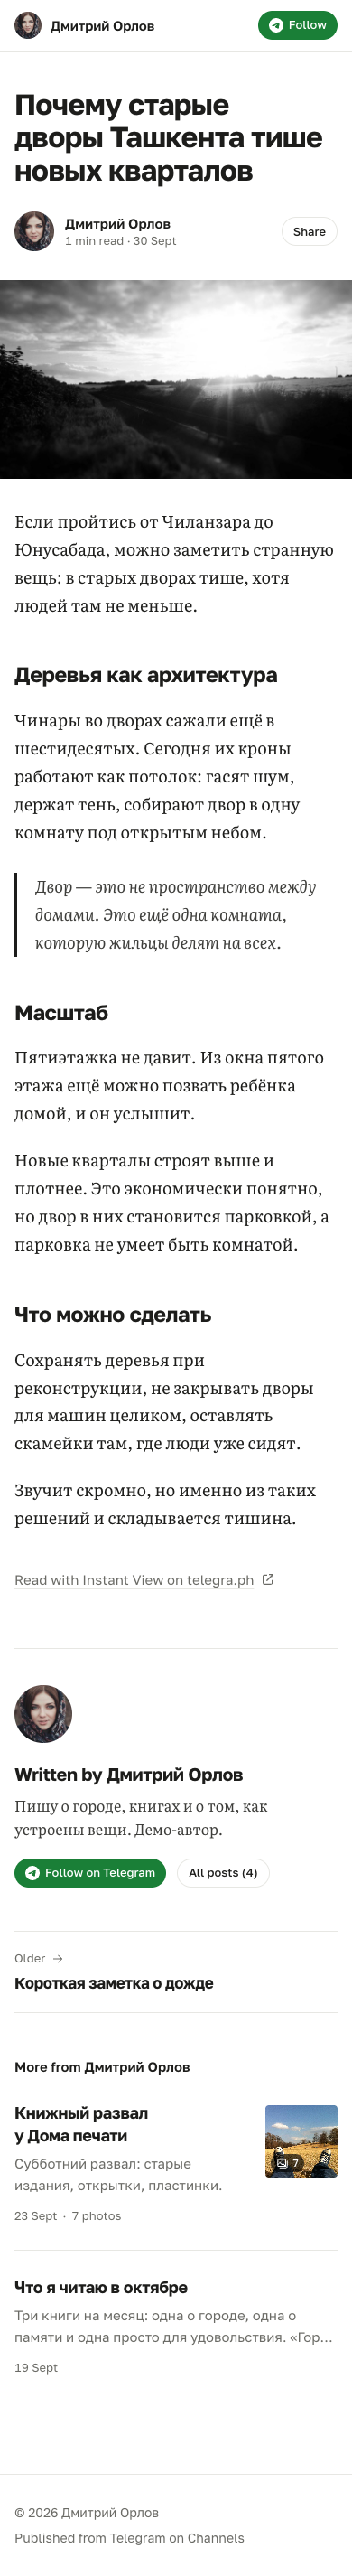 Дмитрий Орлов
Follow
Почему старые
дворы Ташкента тише
новых кварталов
Дмитрий Орлов
1 min read · 30 Sept
Share
Если пройтись от Чиланзара до
Юнусабада, можно заметить странную
вещь: в старых дворах тише, хотя
людей там не меньше.
Деревья как архитектура
Чинары во дворах сажали ещё в
шестидесятых. Сегодня их кроны
работают как потолок: гасят шум,
держат тень, собирают двор в одну
комнату под открытым небом.
Двор — это не пространство между
домами. Это ещё одна комната,
которую жильцы делят на всех.
Масштаб
Пятиэтажка не давит. Из окна пятого
этажа ещё можно позвать ребёнка
домой, и он услышит.
Новые кварталы строят выше и
плотнее. Это экономически понятно,
но двор в них становится парковкой, а
парковка не умеет быть комнатой.
Что можно сделать
Сохранять деревья при
реконструкции, не закрывать дворы
для машин целиком, оставлять
скамейки там, где люди уже сидят.
Звучит скромно, но именно из таких
решений и складывается тишина.
Read with Instant View on telegra.ph
Written by Дмитрий Орлов
Пишу о городе, книгах и о том, как
устроены вещи. Демо-автор.
Follow on Telegram
All posts (4)
Older →
Короткая заметка о дожде
More from Дмитрий Орлов
Книжный развал
у Дома печати
Субботний развал: старые
издания, открытки, пластинки.
23 Sept · 7 photos
7
Что я читаю в октябре
Три книги на месяц: одна о городе, одна о
памяти и одна просто для удовольствия. «Гор…
19 Sept
© 2026 Дмитрий Орлов
Published from Telegram on Channels